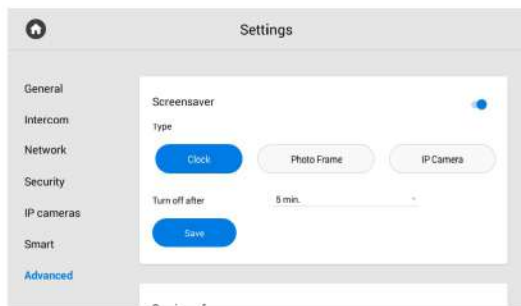 Settings
General
Intercom
Network
Security
IP cameras
Smart
Advanced
Screensaver
Type
Clock Photo Frame IP Camera
Turn off after 5 min.
Save